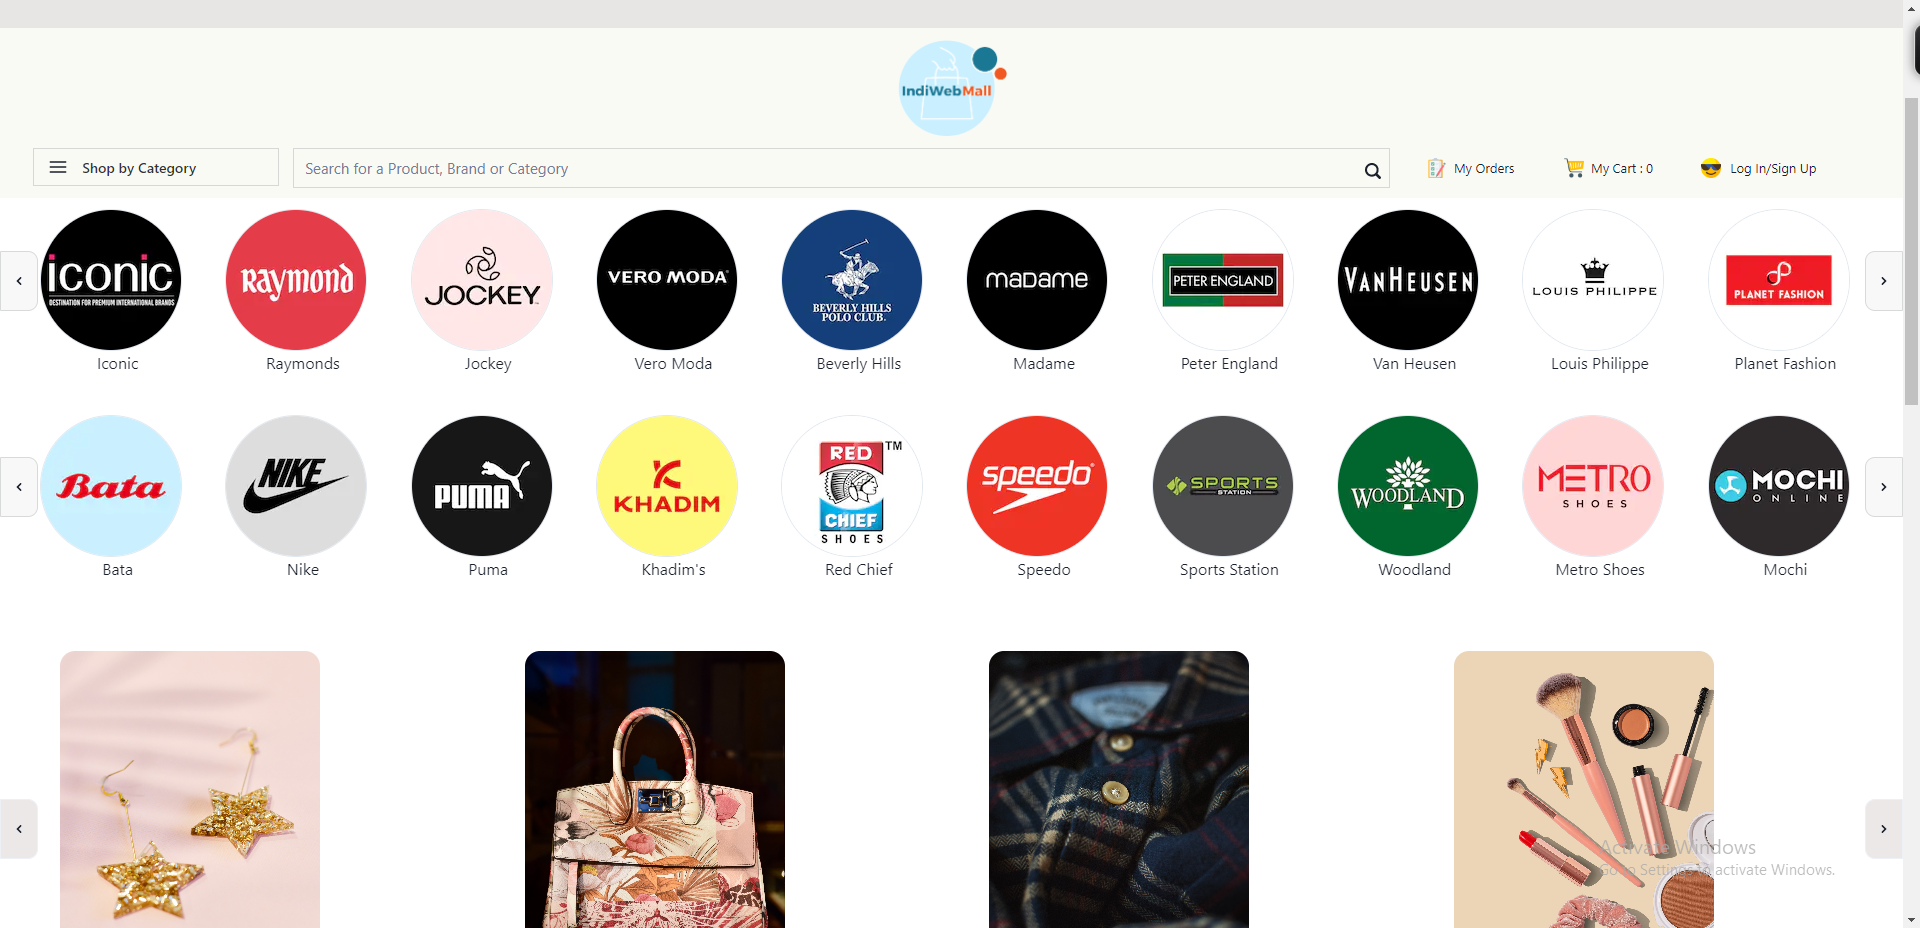 IndiWebMall
Shop by Category
Search for a Product, Brand or Category
My Orders
My Cart : 0
Log In/Sign Up
iconic
DESTINATION FOR PREMIUM INTERNATIONAL BRANDS
Raymond
JOCKEY
VERO MODA
BEVERLY HILLS
POLO CLUB.
maDame
PETER ENGLAND
VAN HEUSEN
LOUIS PHILIPPE
PLANET FASHION
Iconic
Raymonds
Jockey
Vero Moda
Beverly Hills
Madame
Peter England
Van Heusen
Louis Philippe
Planet Fashion
Bata
NIKE
PUMA
KHADIM
RED
CHIEF
SHOES
TM
speedo
SPORTS
STATION
WOODLAND
METRO
SHOES
MOCHI
ONLINE
Bata
Nike
Puma
Khadim's
Red Chief
Speedo
Sports Station
Woodland
Metro Shoes
Mochi
Activate Windows
Go to Settings to activate Windows.